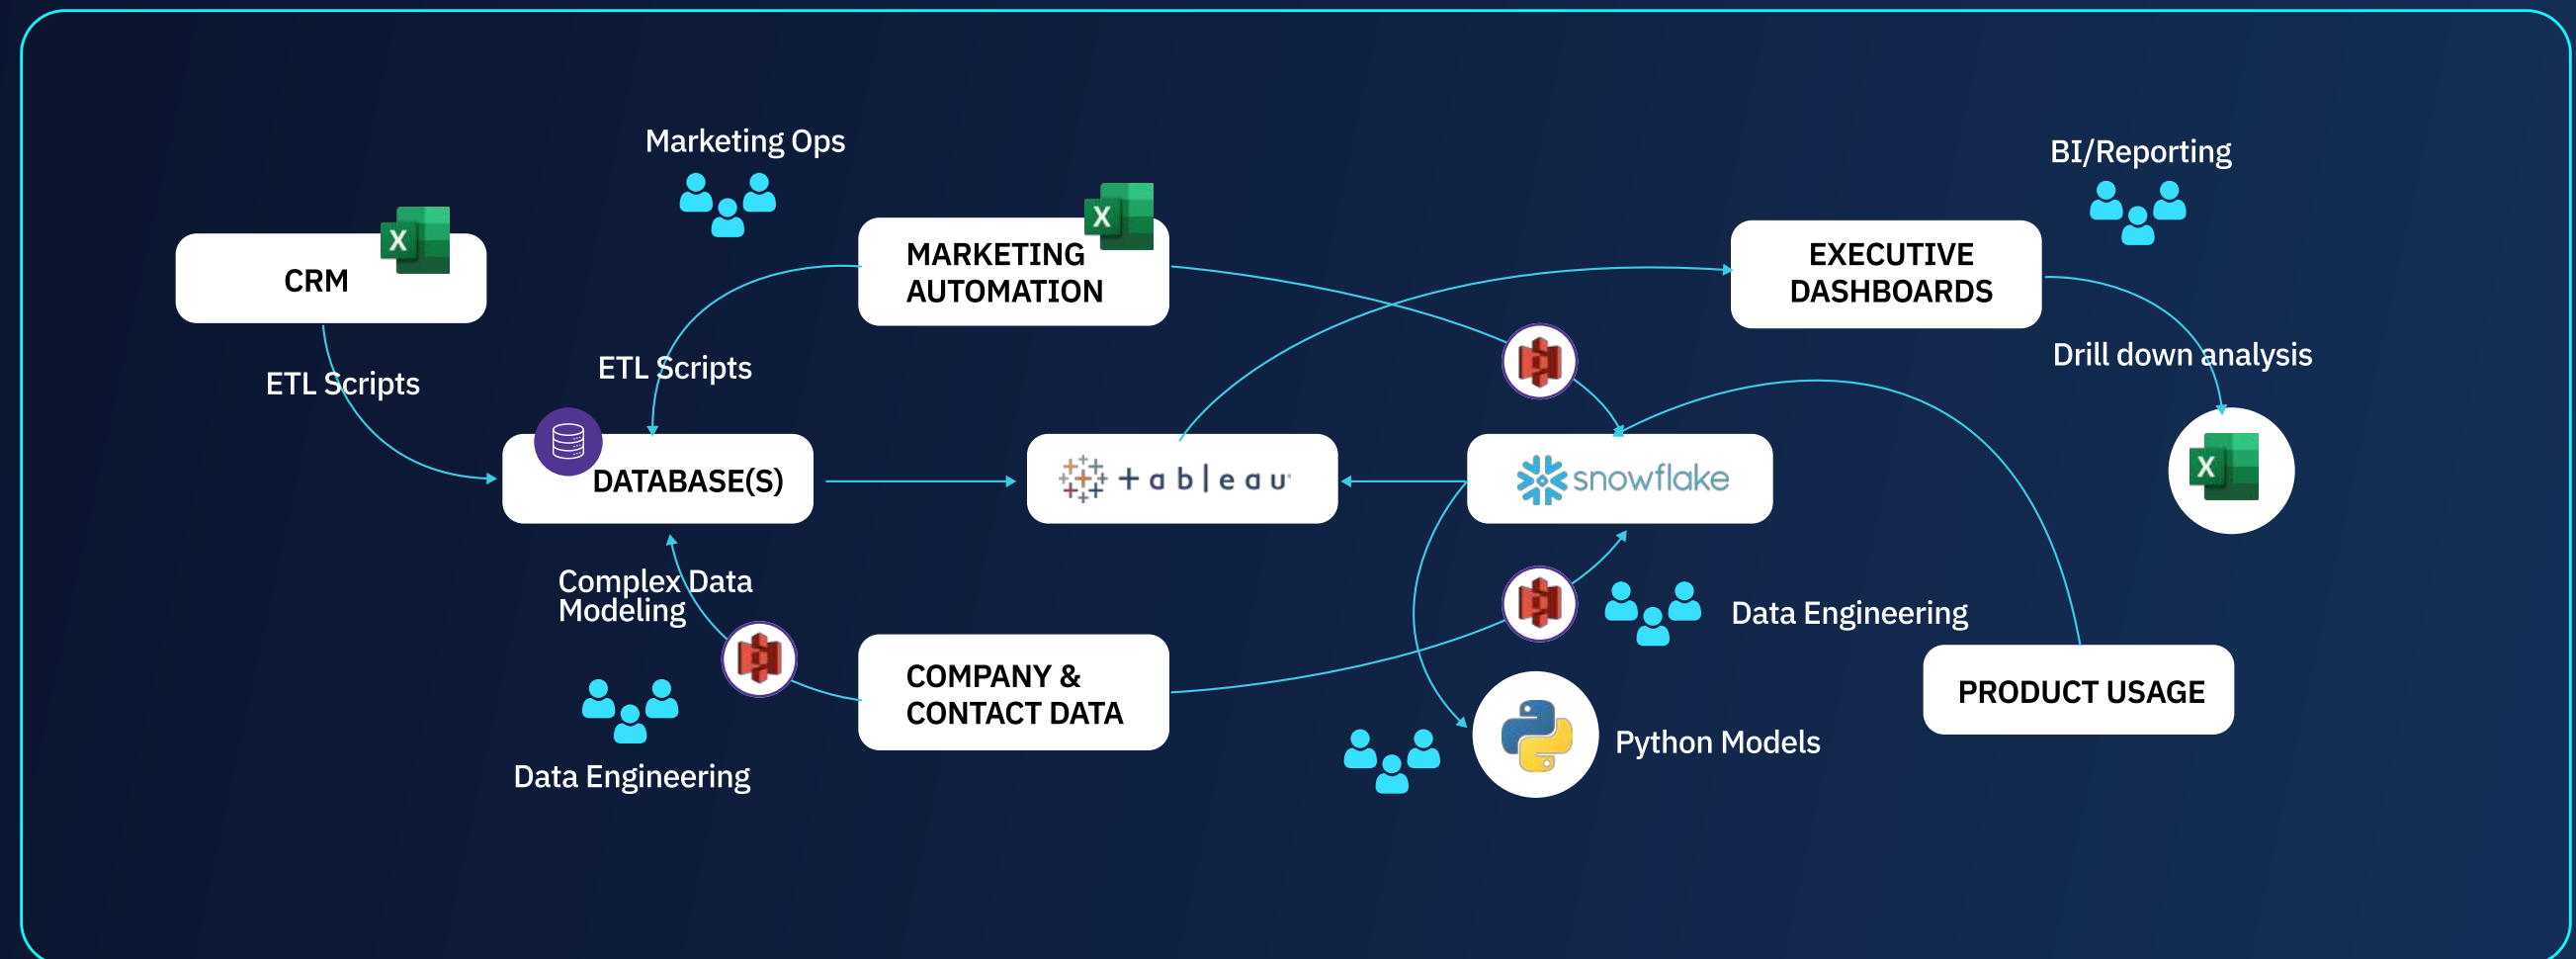 Marketing Ops
BI/Reporting
X
CRM
X
MARKETING
AUTOMATION
EXECUTIVE
DASHBOARDS
ETL Scripts
ETL Scripts
Drill down analysis
DATABASE(S)
+ableau
snowflake
X
Complex Data
Modeling
Data Engineering
COMPANY &
CONTACT DATA
PRODUCT USAGE
Python Models
Data Engineering